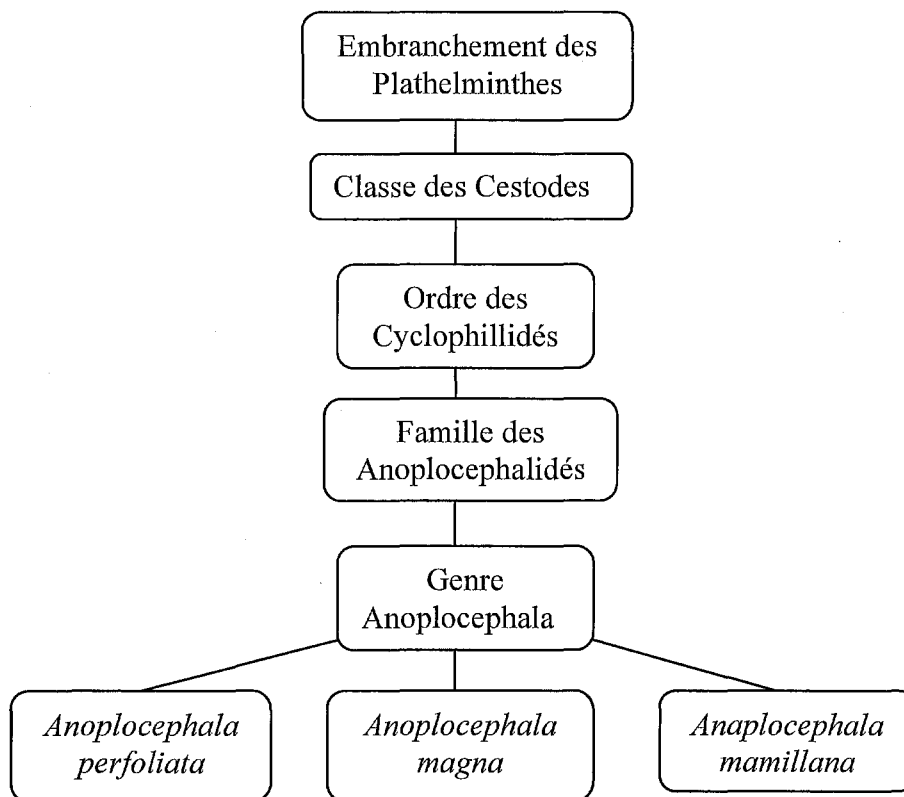 Embranchement des
Plathelminthes
Classe des Cestodes
Ordre des
Cyclophillidés
Famille des
Anoplocephalidés
Genre
Anoplocephala
Anoplocephala
perfoliata
Anoplocephala
magna
Anaplocephala
mamillana